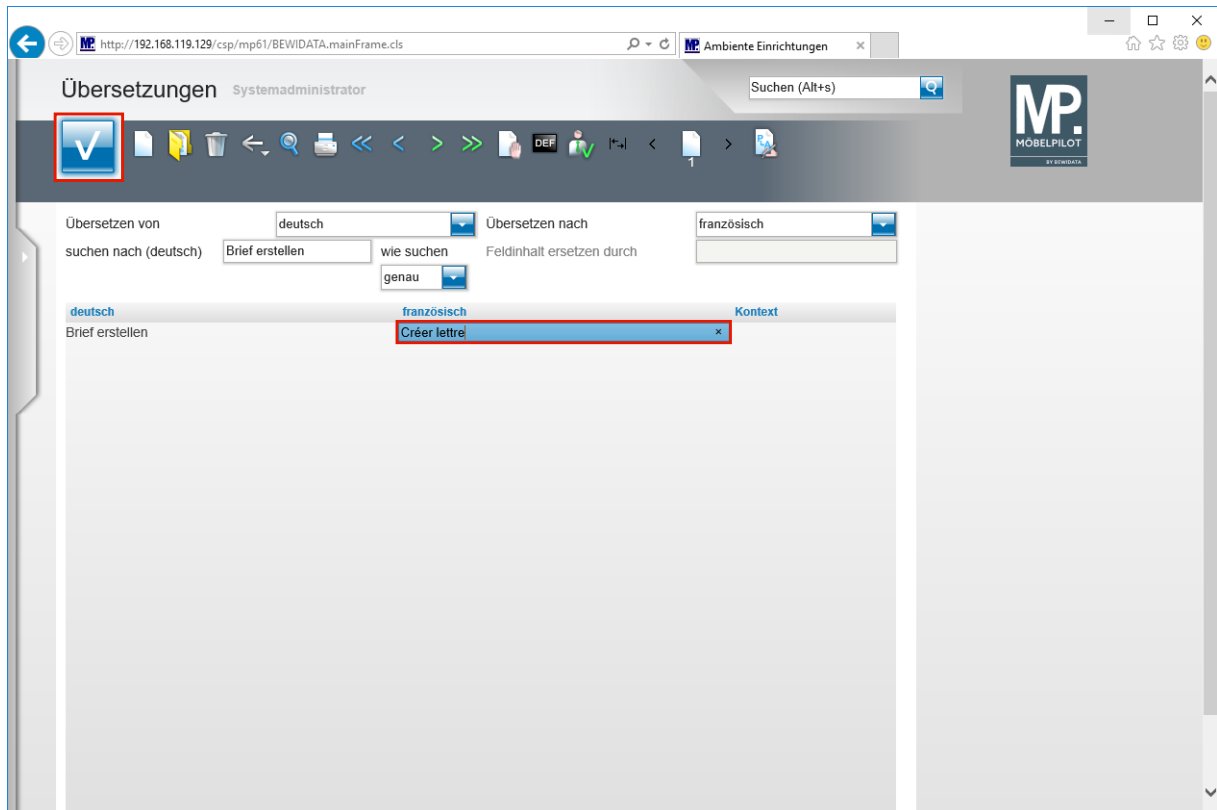 http://192.168.119.129/csp/mp61/BEWIDATA.mainFrame.cls
MP. Ambiente Einrichtungen
Übersetzungen Systemadministrator
Suchen (Alt+s)
MP.
MÖBELPILOT
BY BEWIDATA
DEF
1
Übersetzen von deutsch Übersetzen nach französisch
suchen nach (deutsch) Brief erstellen wie suchen Feldinhalt ersetzen durch
genau
deutsch französisch Kontext
Brief erstellen Créer lettre